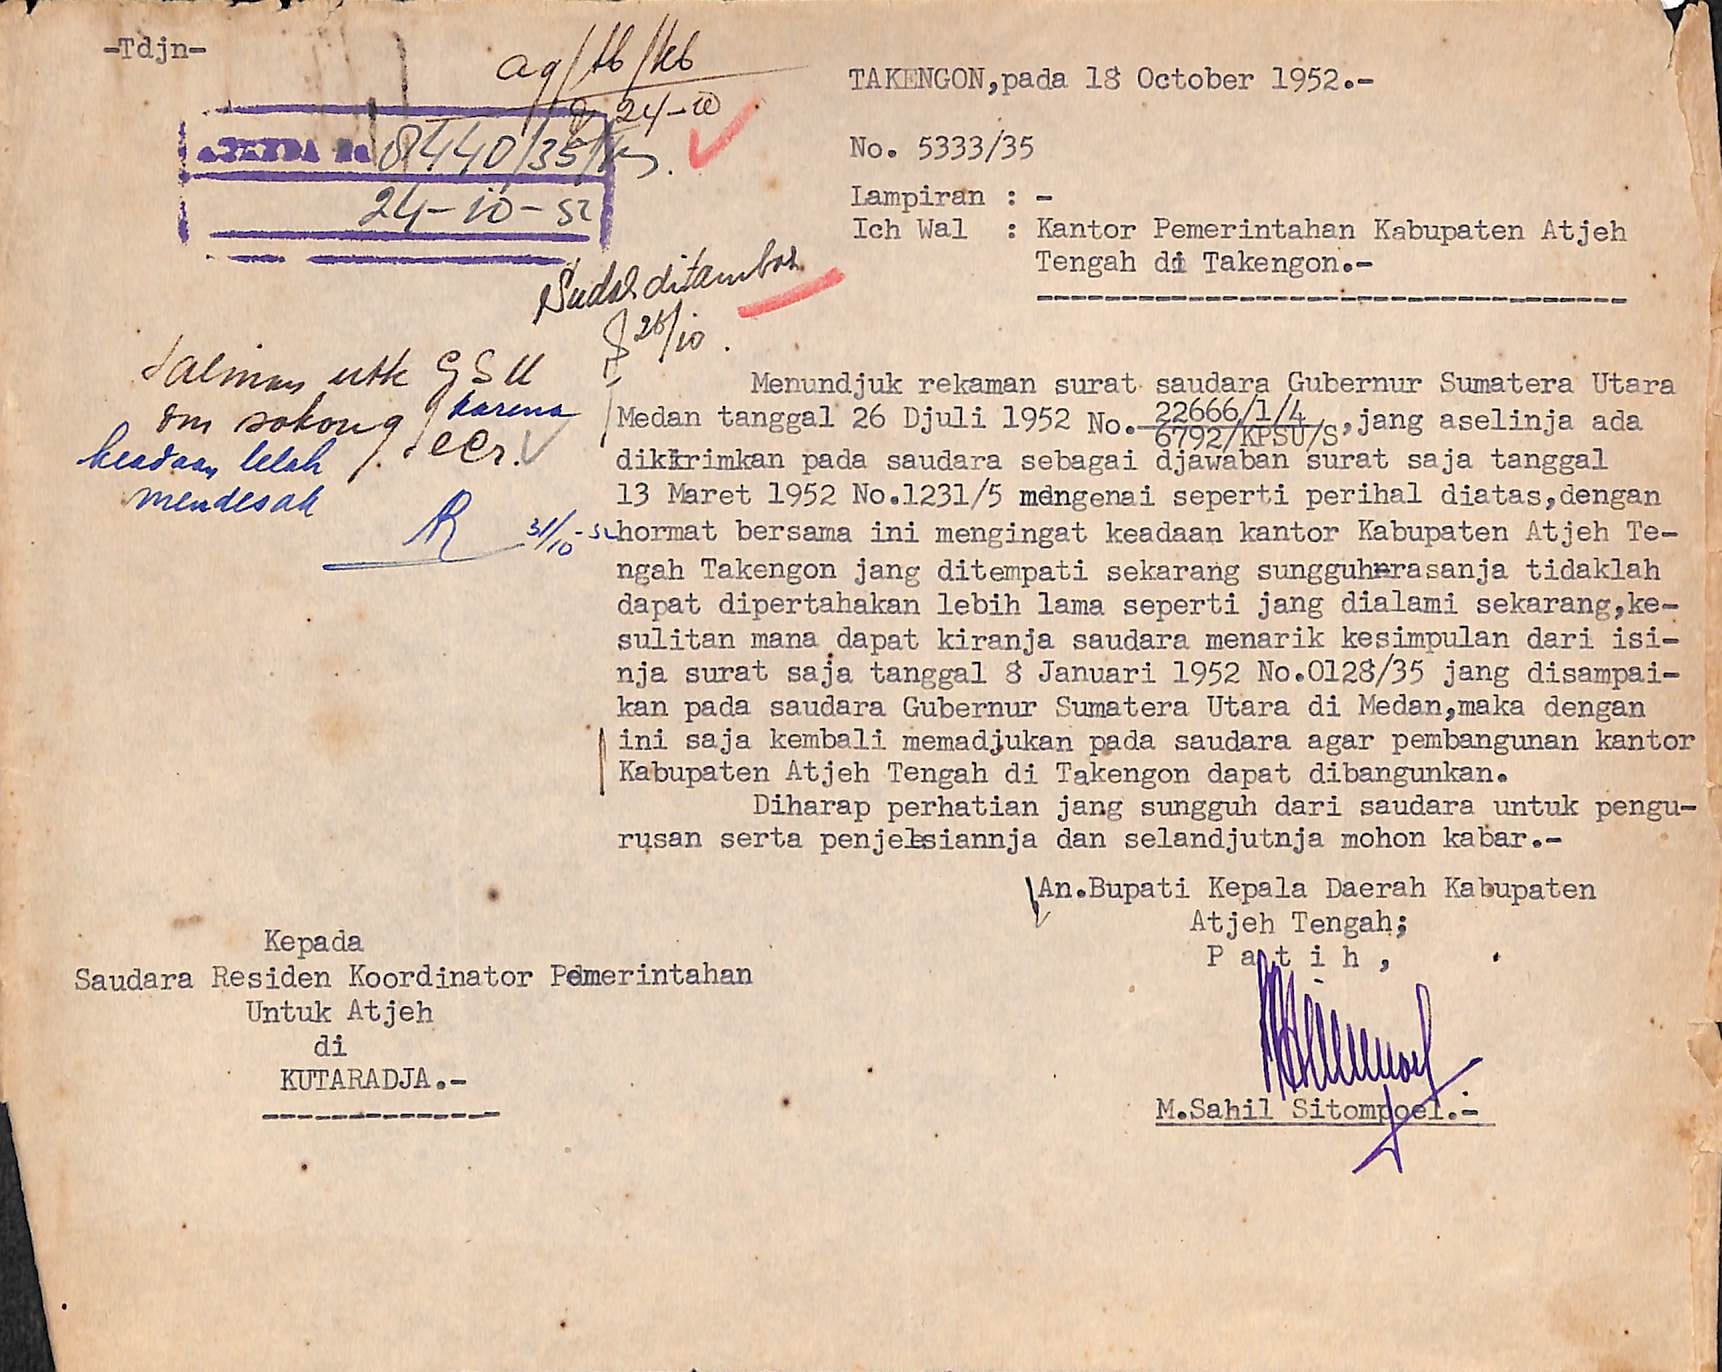 -Tdjn-
ag/tb/kb
24-10
TAKENGON,pada 18 October 1952.-
AGENDA No 8440/35/
24-10-52
No. 5333/35
Lampiran : -
Ich Wal : Kantor Pemerintahan Kabupaten Atjeh
Tengah di Takengon.-
Sudah ditambah
26/10.
Salinan utk GSU
dm sokong karena
keadaan telah
mendesak
31/10-52
Menundjuk rekaman surat saudara Gubernur Sumatera Utara
Medan tanggal 26 Djuli 1952 No. 22666/1/4
6792/KPSU/S,jang aselinja ada
dikirimkan pada saudara sebagai djawaban surat saja tanggal
13 Maret 1952 No.1231/5 mengenai seperti perihal diatas,dengan
hormat bersama ini mengingat keadaan kantor Kabupaten Atjeh Te-
ngah Takengon jang ditempati sekarang sungguh rasanja tidaklah
dapat dipertahakan lebih lama seperti jang dialami sekarang,ke-
sulitan mana dapat kiranja saudara menarik kesimpulan dari isi-
nja surat saja tanggal 8 Januari 1952 No.0128/35 jang disampai-
kan pada saudara Gubernur Sumatera Utara di Medan,maka dengan
ini saja kembali memadjukan pada saudara agar pembangunan kantor
Kabupaten Atjeh Tengah di Takengon dapat dibangunkan.
Diharap perhatian jang sungguh dari saudara untuk pengu-
rusan serta penjelesiannja dan selandjutnja mohon kabar.-
An.Bupati Kepala Daerah Kabupaten
Atjeh Tengah;
P a t i h ,
M.Sahil Sitompoel.-
Kepada
Saudara Residen Koordinator Pemerintahan
Untuk Atjeh
di
KUTARADJA.-